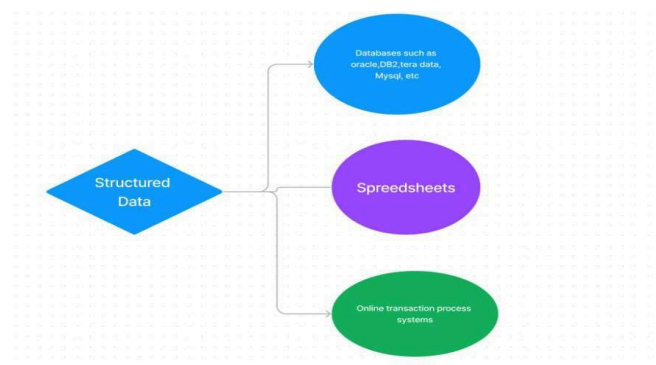 Databases such as
oracle,DB2,tera data,
Mysql, etc
Structured
Data
Spreedsheets
Online transaction process
systems